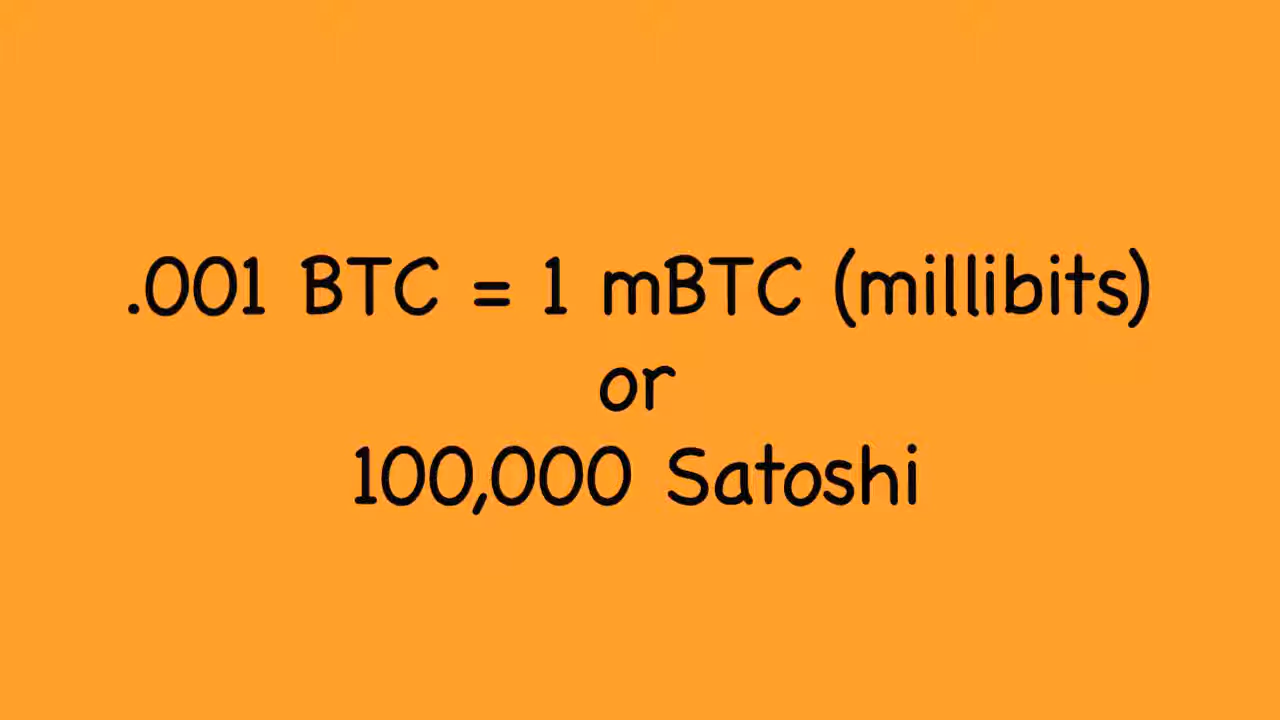 .001 BTC = 1 mBTC (millibits)
or
100,000 Satoshi